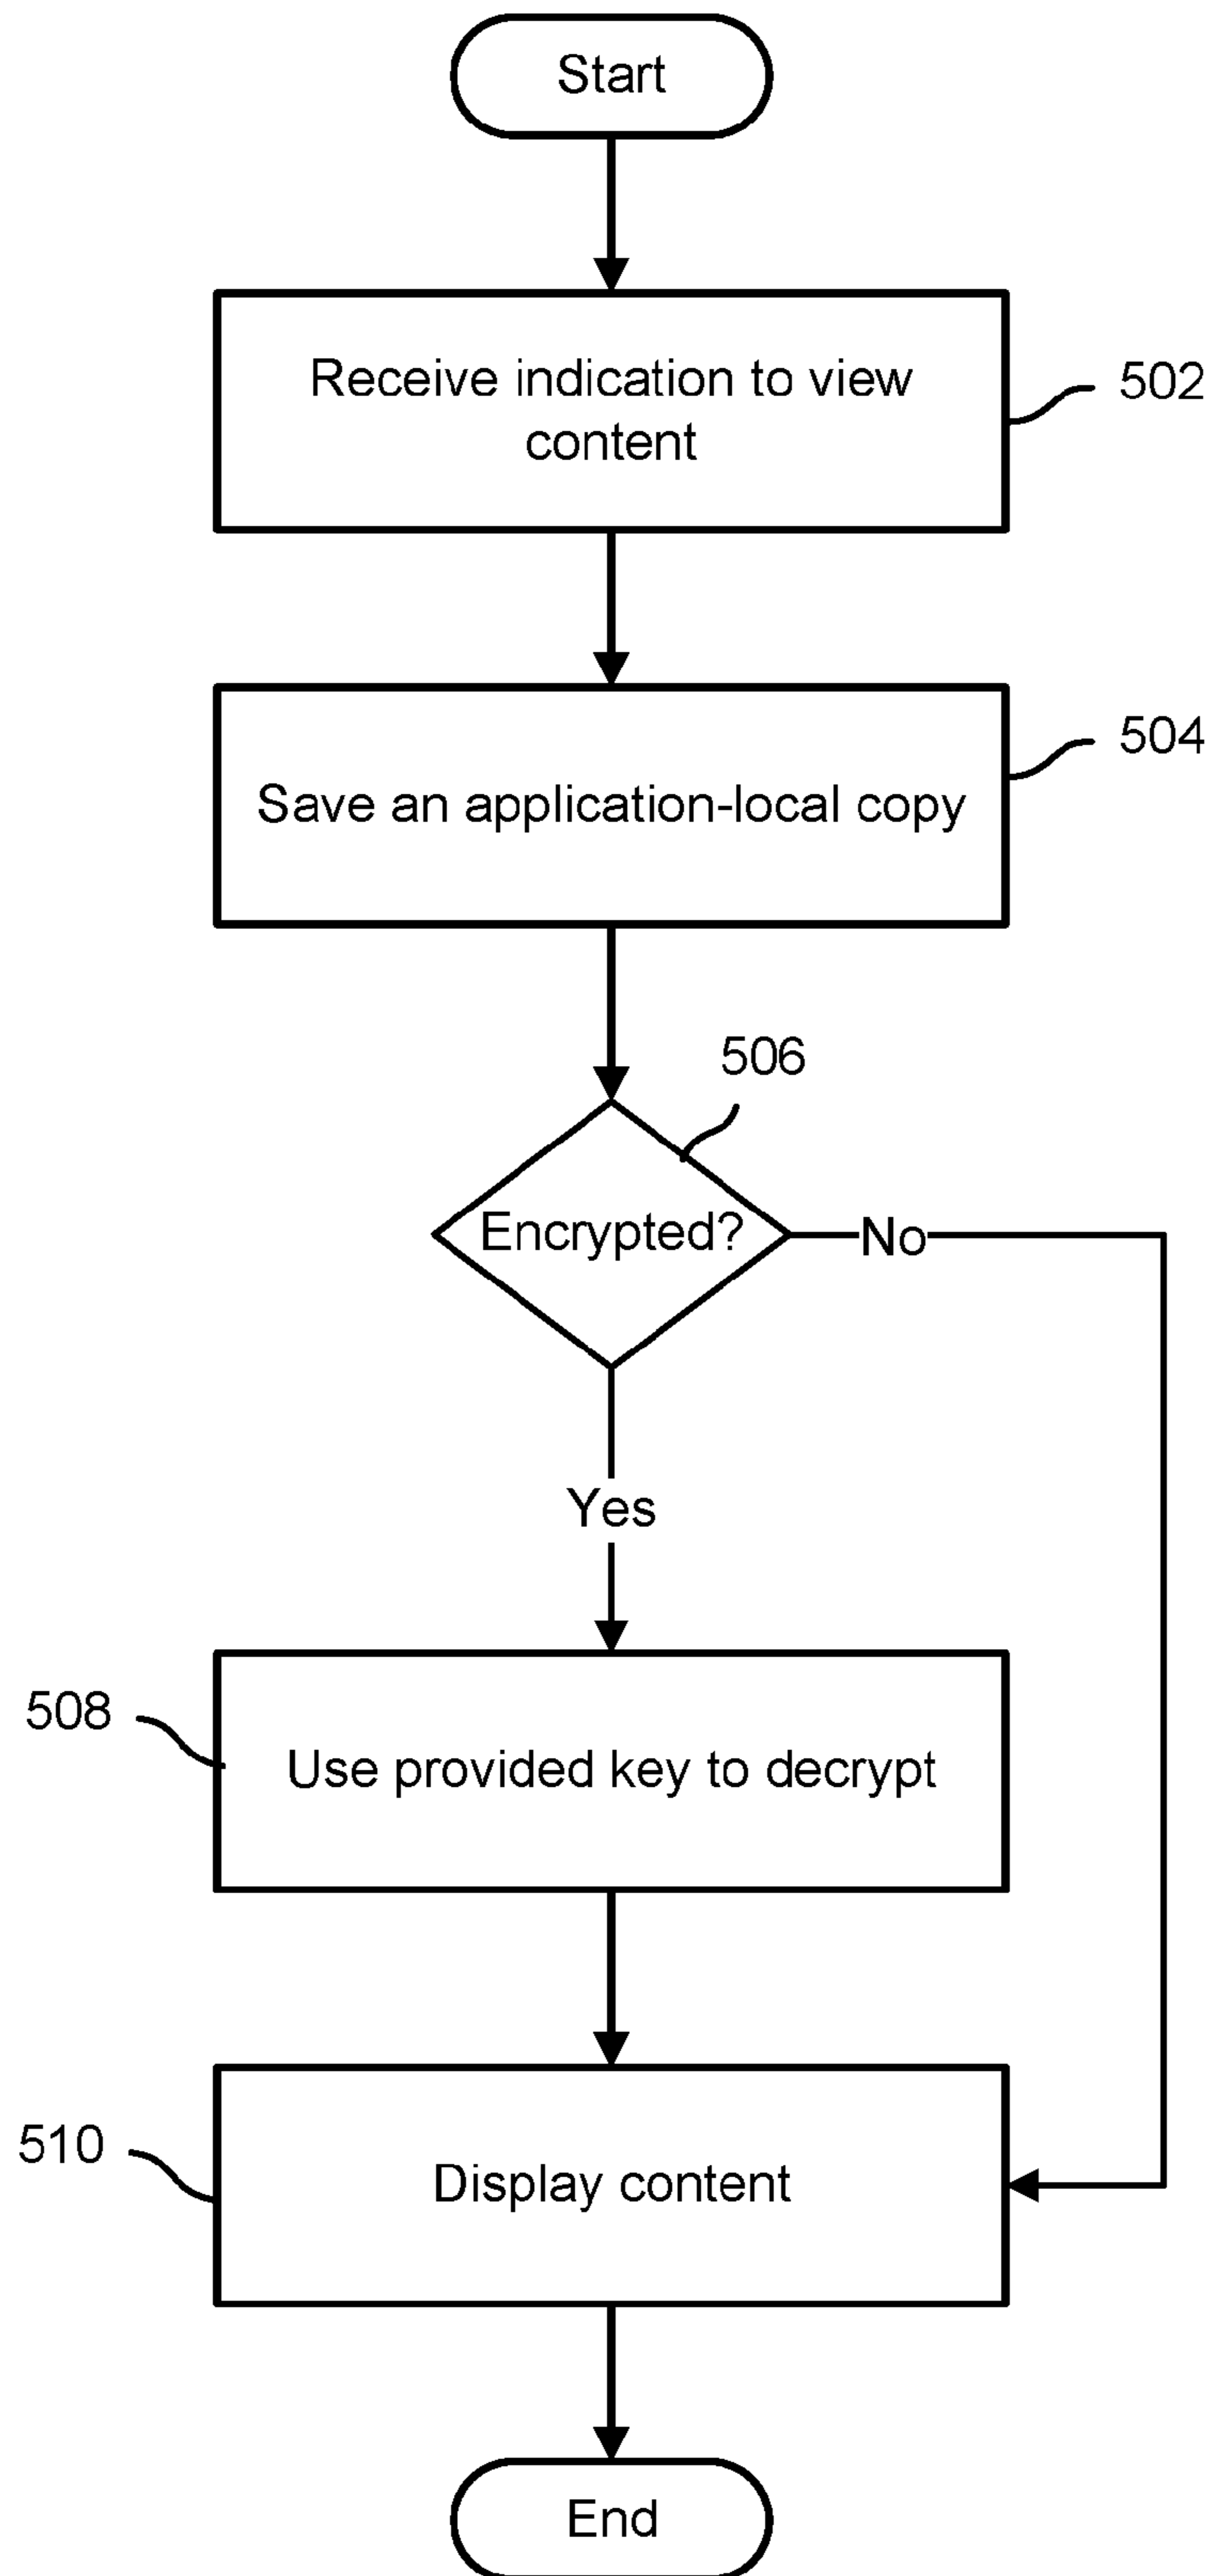 Start
Receive indication to view
content
502
Save an application-local copy
504
506
Encrypted?
No
Yes
508
Use provided key to decrypt
510
Display content
End